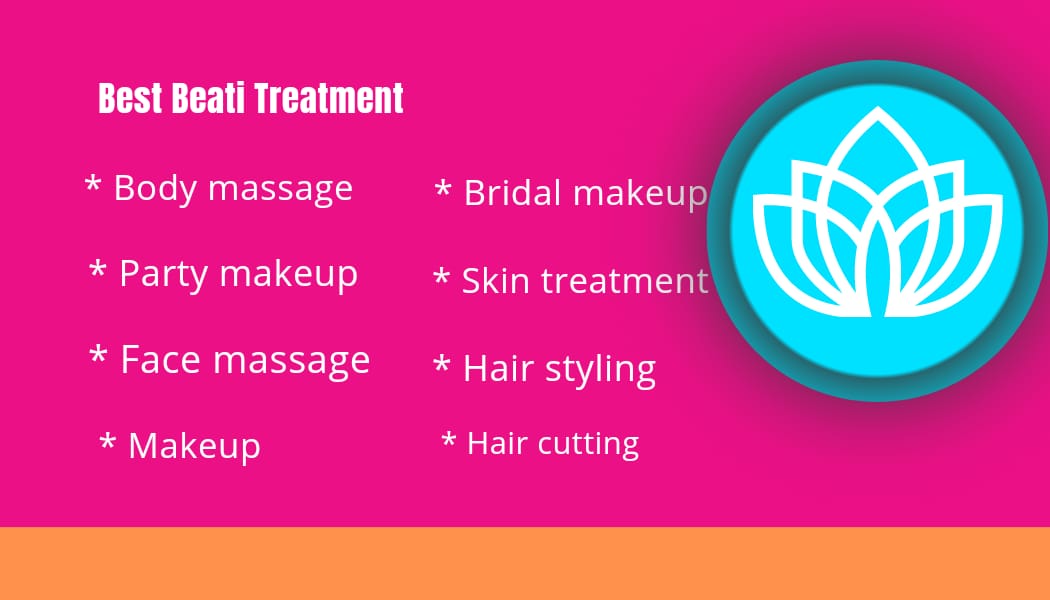 Best Beati Treatment
* Body massage
* Party makeup
* Face massage
* Makeup
* Bridal makeup
* Skin treatment
* Hair styling
* Hair cutting